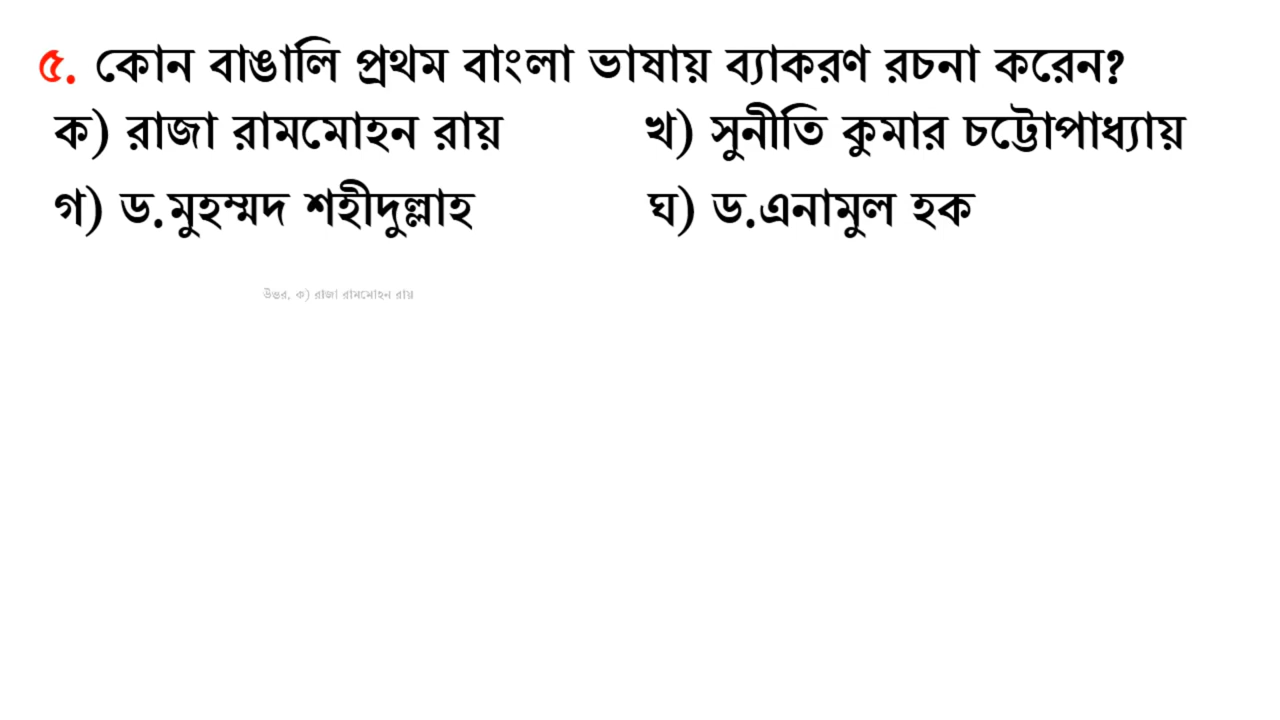 ৫. কোন বাঙালি প্রথম বাংলা ভাষায় ব্যাকরণ রচনা করেন?
ক) রাজা রামমোহন রায় খ) সুনীতি কুমার চট্টোপাধ্যায়
গ) ড.মুহম্মদ শহীদুল্লাহ ঘ) ড.এনামুল হক
উত্তর, ক) রাজা রামমোহন রায়